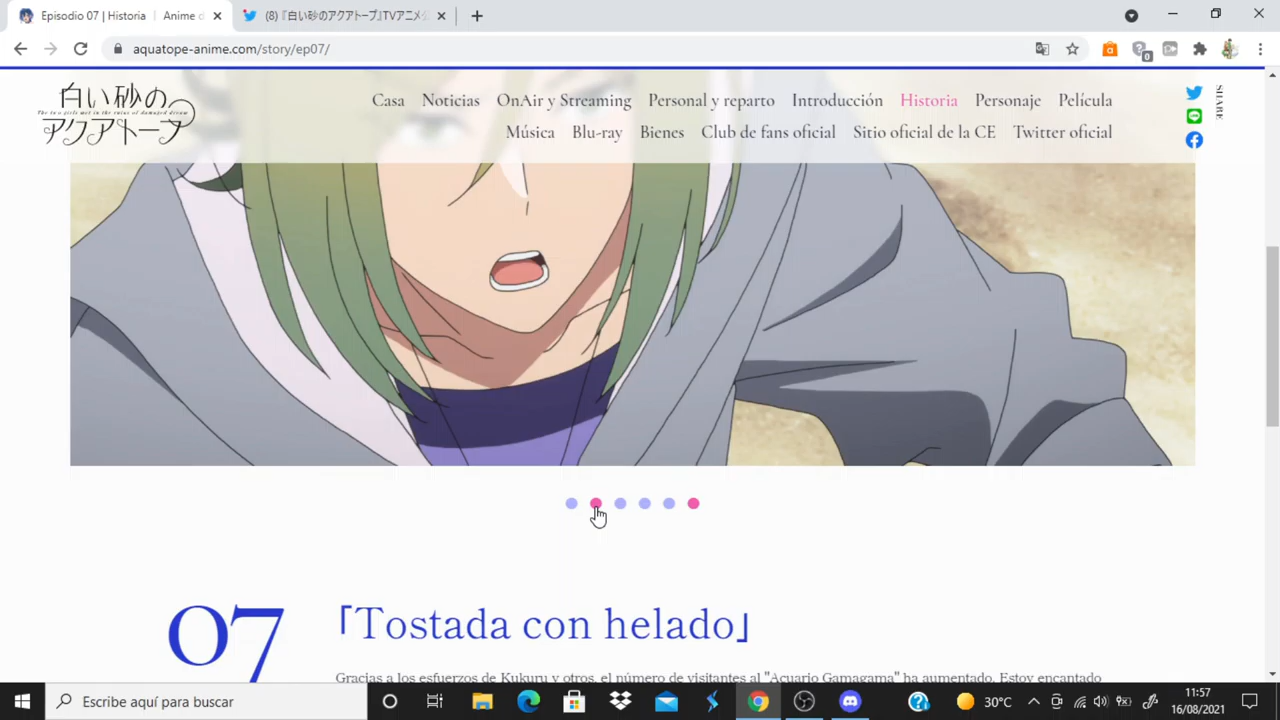 Episodio 07 | Historia | Anime d
(8) 『白い砂のアクアトープ』TVアニメ公
aquatope-anime.com/story/ep07/
0
白い砂の
The two girls met in the ruins of damaged dream
アクアトープ
Casa Noticias OnAir y Streaming Personal y reparto Introducción Historia Personaje Película
Música Blu-ray Bienes Club de fans oficial Sitio oficial de la CE Twitter oficial
SHARE
07
「Tostada con helado」
Gracias a los esfuerzos de Kukuru y otros, el número de visitantes al "Acuario Gamagama" ha aumentado. Estoy encantado
Escribe aquí para buscar
30°C
11:57
16/08/2021